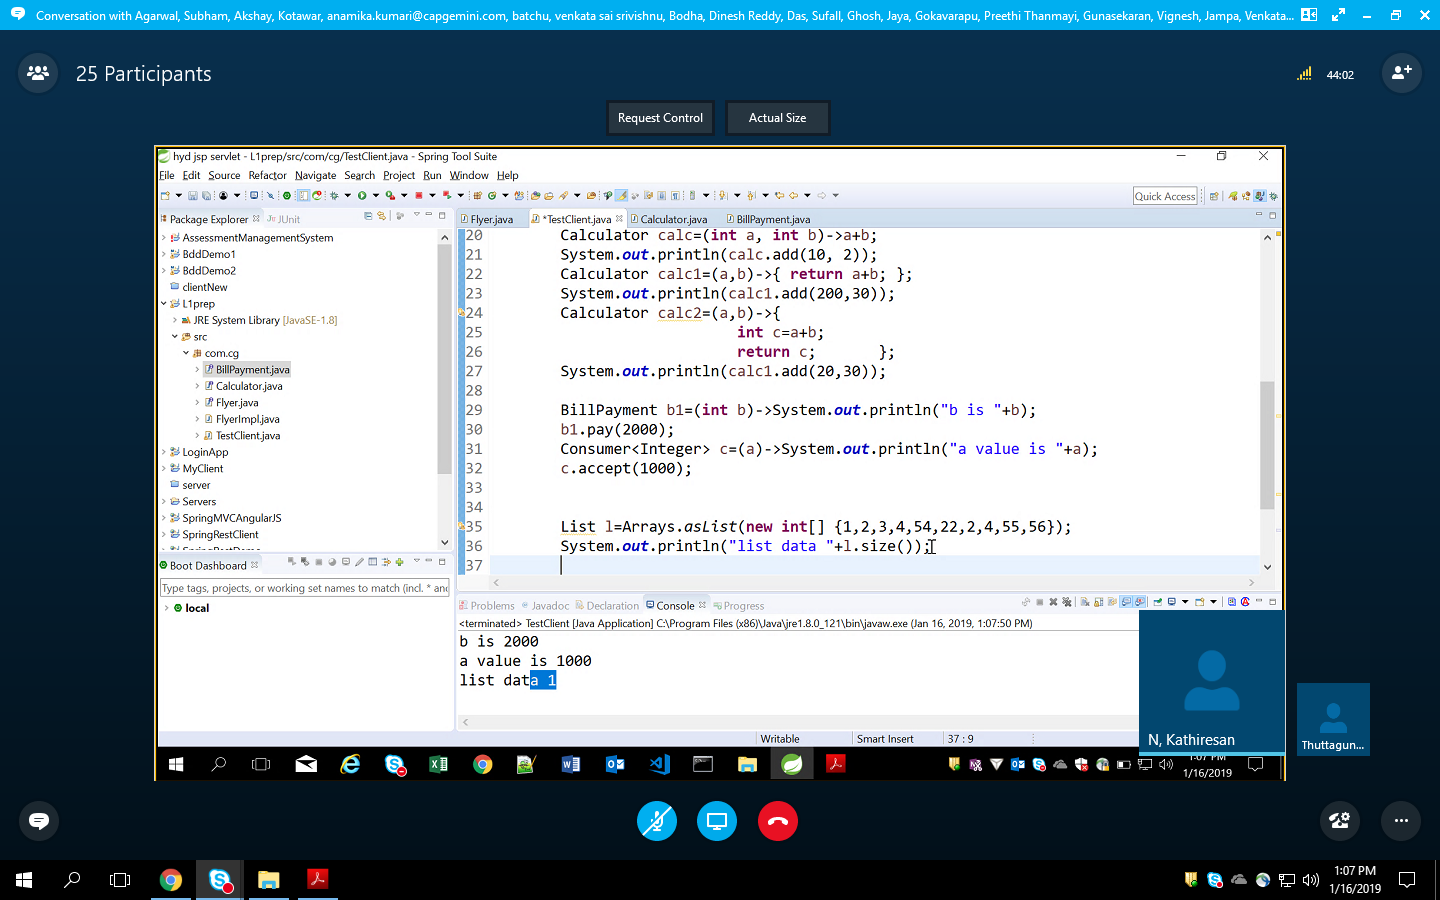 Conversation with Agarwal, Subham, Akshay, Kotawar, anamika.kumari@capgemini.com, batchu, venkata sai srivishnu, Bodha, Dinesh Reddy, Das, Sufall, Ghosh, Jaya, Gokavarapu, Preethi Thanmayi, Gunasekaran, Vignesh, Jampa, Venkata...
25 Participants
44:02
Request Control
Actual Size
hyd jsp servlet - L1prep/src/com/cg/TestClient.java - Spring Tool Suite
File Edit Source Refactor Navigate Search Project Run Window Help
Quick Access
Package Explorer
JUnit
AssessmentManagementSystem
BddDemo1
BddDemo2
clientNew
L1prep
JRE System Library [JavaSE-1.8]
src
com.cg
BillPayment.java
Calculator.java
Flyer.java
FlyerImpl.java
TestClient.java
LoginApp
MyClient
server
Servers
SpringMVCAngularJS
SpringRestClient
Boot Dashboard
Type tags, projects, or working set names to match (incl. * and
local
Flyer.java
*TestClient.java
Calculator.java
BillPayment.java
20 Calculator calc=(int a, int b)->a+b;
21 System.out.println(calc.add(10, 2));
22 Calculator calc1=(a,b)->{ return a+b; };
23 System.out.println(calc1.add(200,30));
24 Calculator calc2=(a,b)->{
25 int c=a+b;
26 return c; };
27 System.out.println(calc1.add(20,30));
28
29 BillPayment b1=(int b)->System.out.println("b is "+b);
30 b1.pay(2000);
31 Consumer<Integer> c=(a)->System.out.println("a value is "+a);
32 c.accept(1000);
33
34
35 List l=Arrays.asList(new int[] {1,2,3,4,54,22,2,4,55,56});
36 System.out.println("list data "+l.size());
37
Problems
Javadoc
Declaration
Console
Progress
<terminated> TestClient [Java Application] C:\Program Files (x86)\Java\jre1.8.0_121\bin\javaw.exe (Jan 16, 2019, 1:07:50 PM)
b is 2000
a value is 1000
list data 1
Writable
Smart Insert
37 : 9
N, Kathiresan
Thuttagun...
1:07 PM
1/16/2019
1:07 PM
1/16/2019